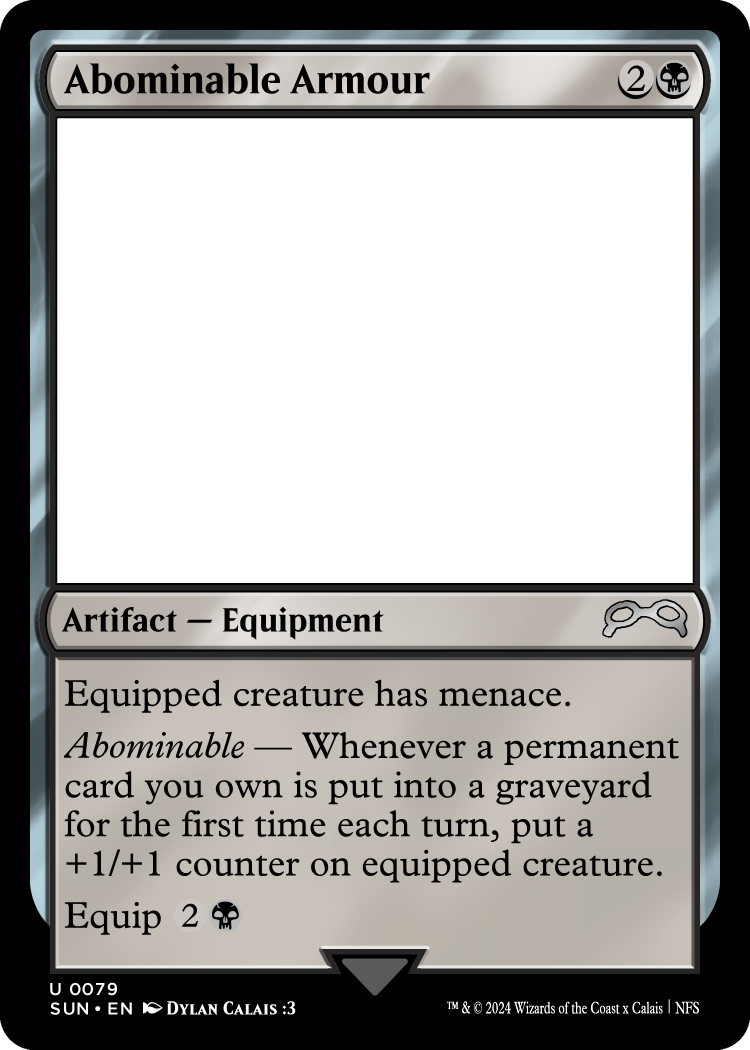 Abominable Armour 2
Artifact — Equipment
Equipped creature has menace.
Abominable — Whenever a permanent
card you own is put into a graveyard
for the first time each turn, put a
+1/+1 counter on equipped creature.
Equip 2
U 0079
SUN • EN DYLAN CALAIS :3
™ & © 2024 Wizards of the Coast x Calais | NFS